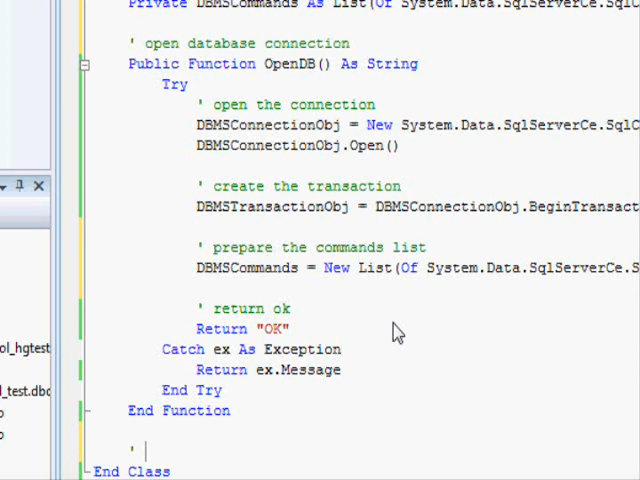 Private DBMSCommands As List(Of System.Data.SqlServerCe.SqlC
' open database connection
Public Function OpenDB() As String
Try
' open the connection
DBMSConnectionObj = New System.Data.SqlServerCe.SqlC
DBMSConnectionObj.Open()
' create the transaction
DBMSTransactionObj = DBMSConnectionObj.BeginTransact
' prepare the commands list
DBMSCommands = New List(Of System.Data.SqlServerCe.S
' return ok
Return "OK"
ol_hgtest
Catch ex As Exception
Return ex.Message
l_test.dbc
End Try
End Function
'
End Class